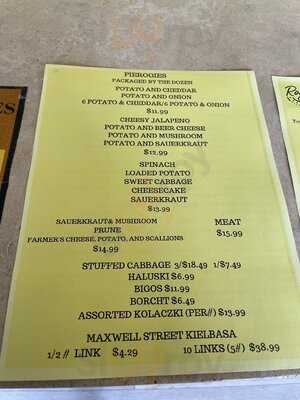 PIEROGIES
PACKAGED BY THE DOZEN
POTATO AND CHEDDAR
POTATO AND ONION
6 POTATO & CHEDDAR/6 POTATO & ONION
$11.99
CHEESY JALAPENO
POTATO AND BEER CHEESE
POTATO AND MUSHROOM
POTATO AND SAUERKRAUT
$12.99
SPINACH
LOADED POTATO
SWEET CABBAGE
CHEESECAKE
SAUERKRAUT
$13.99
SAUERKRAUT& MUSHROOM
PRUNE
FARMER'S CHEESE, POTATO, AND SCALLIONS
$14.99
MEAT
$15.99
STUFFED CABBAGE 3/$18.49 1/$7.49
HALUSKI $6.99
BIGOS $11.99
BORCHT $6.49
ASSORTED KOLACZKI (PER#) $13.99
MAXWELL STREET KIELBASA
1/2 # LINK $4.29 10 LINKS (5#) $38.99